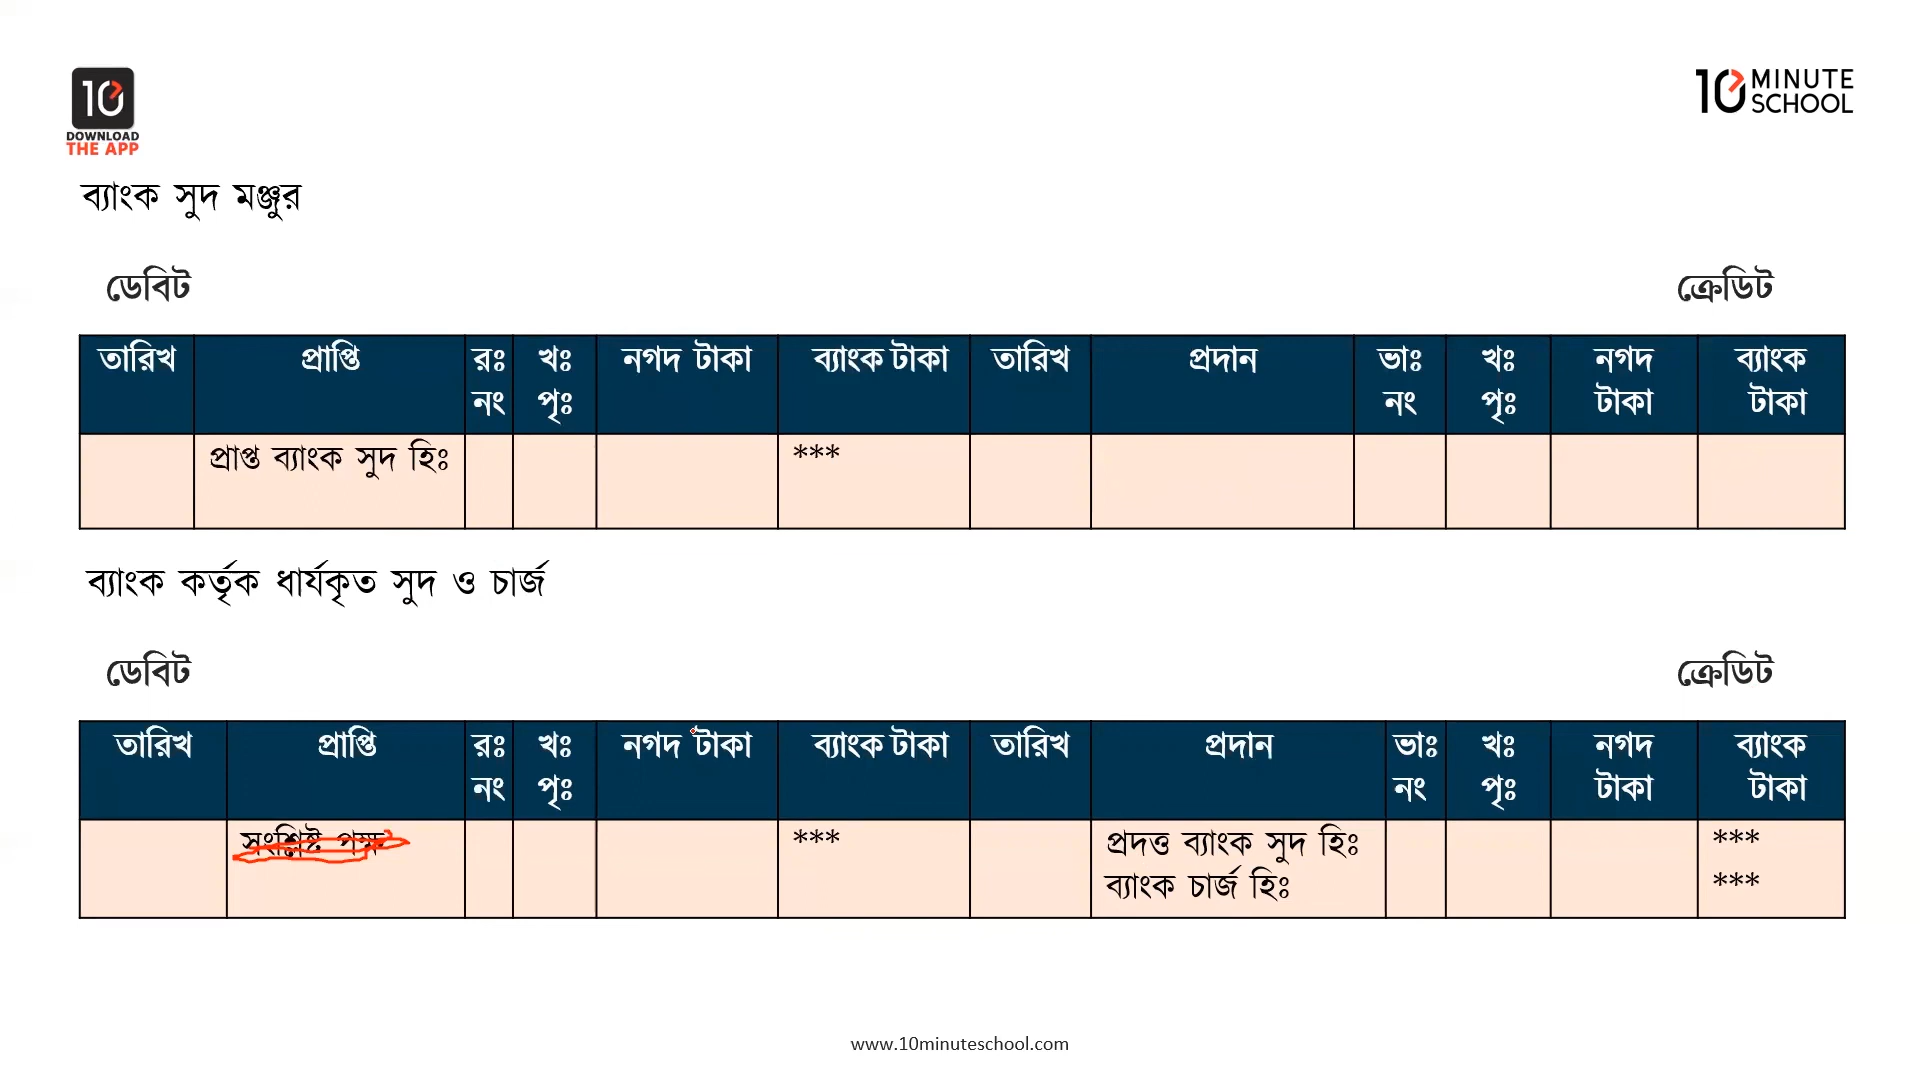 10
DOWNLOAD
THE APP
10 MINUTE
SCHOOL
ব্যাংক সুদ মঞ্জুর
ডেবিট ক্রেডিট
তারিখ প্রাপ্তি রঃ নং খঃ পৃঃ নগদ টাকা ব্যাংক টাকা তারিখ প্রদান ভাঃ নং খঃ পৃঃ নগদ টাকা ব্যাংক টাকা
প্রাপ্ত ব্যাংক সুদ হিঃ ***
ব্যাংক কর্তৃক ধার্যকৃত সুদ ও চার্জ
ডেবিট ক্রেডিট
তারিখ প্রাপ্তি রঃ নং খঃ পৃঃ নগদ টাকা ব্যাংক টাকা তারিখ প্রদান ভাঃ নং খঃ পৃঃ নগদ টাকা ব্যাংক টাকা
সংশ্লিষ্ট পক্ষ *** প্রদত্ত ব্যাংক সুদ হিঃ ***
ব্যাংক চার্জ হিঃ ***
www.10minuteschool.com